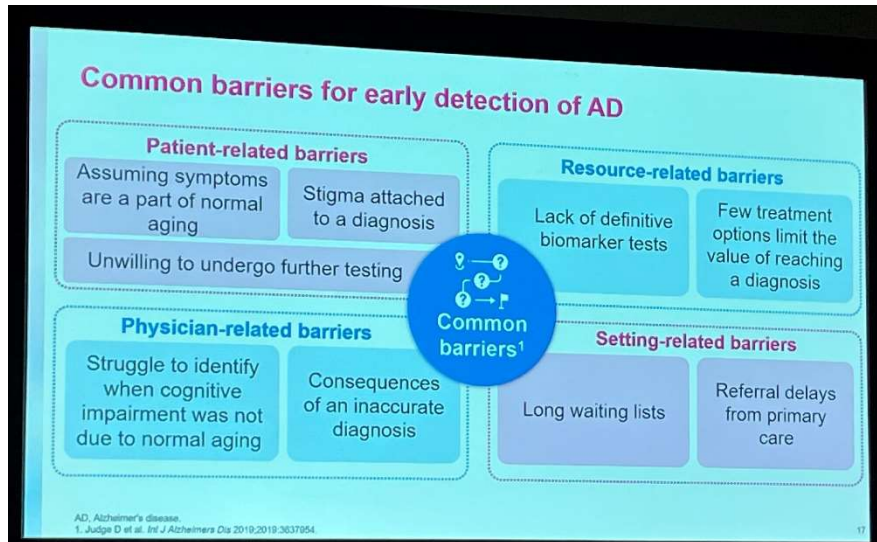 Common barriers for early detection of AD
Patient-related barriers
Assuming symptoms
are a part of normal
aging
Stigma attached
to a diagnosis
Unwilling to undergo further testing
Resource-related barriers
Lack of definitive
biomarker tests
Few treatment
options limit the
value of reaching
a diagnosis
Common
barriers¹
Physician-related barriers
Struggle to identify
when cognitive
impairment was not
due to normal aging
Consequences
of an inaccurate
diagnosis
Setting-related barriers
Long waiting lists
Referral delays
from primary
care
AD, Alzheimer's disease.
1. Judge D et al. Int J Alzheimers Dis 2019;2019:3637954.
17